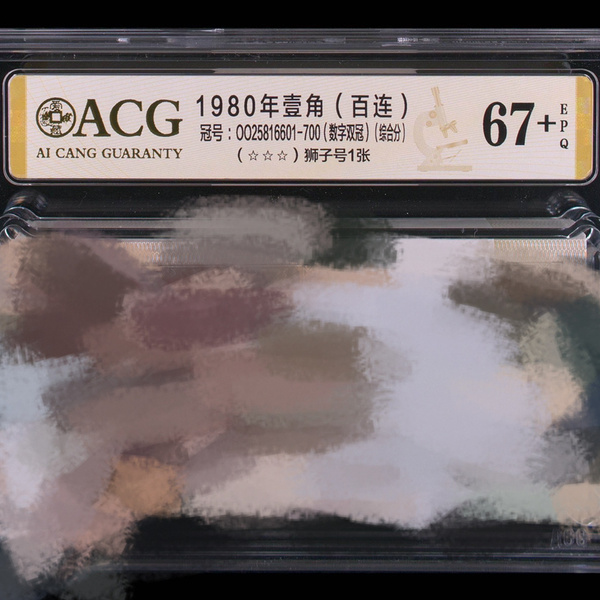 ACG
AI CANG GUARANTY
1980年壹角（百连）
冠号：OO25816601-700（数字双冠）（综合分）
（☆☆☆）狮子号1张
67+
EPQ